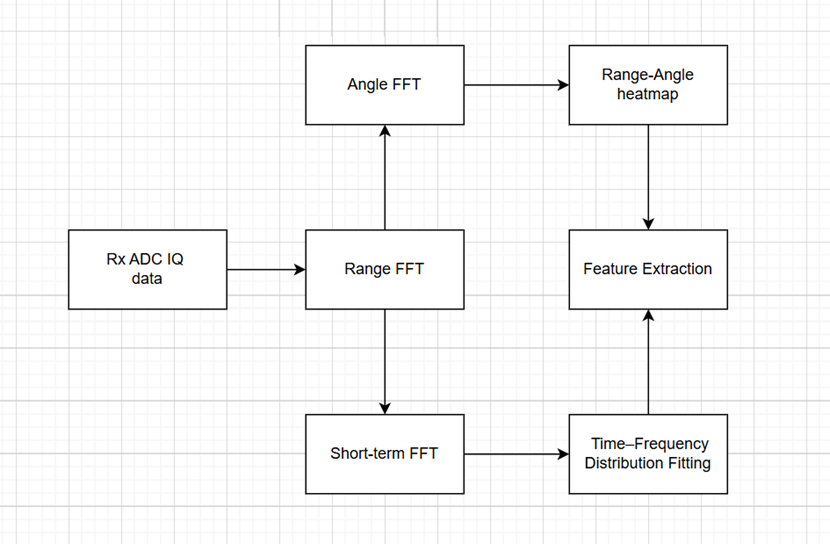 Angle FFT
Range-Angle
heatmap
Rx ADC IQ
data
Range FFT
Feature Extraction
Short-term FFT
Time–Frequency
Distribution Fitting